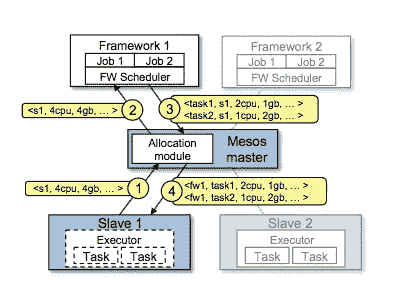 Framework 1
Job 1 Job 2
FW Scheduler
Framework 2
Job 1 Job 2
FW Scheduler
<s1, 4cpu, 4gb, ... >
2
3
<task1, s1, 2cpu, 1gb, ... >
<task2, s1, 1cpu, 2gb, ... >
Allocation
module
Mesos
master
<s1, 4cpu, 4gb, ... >
1
4
<fw1, task1, 2cpu, 1gb, ... >
<fw1, task2, 1cpu, 2gb, ... >
Slave 1
Executor
Task Task
Slave 2
Executor
Task Task